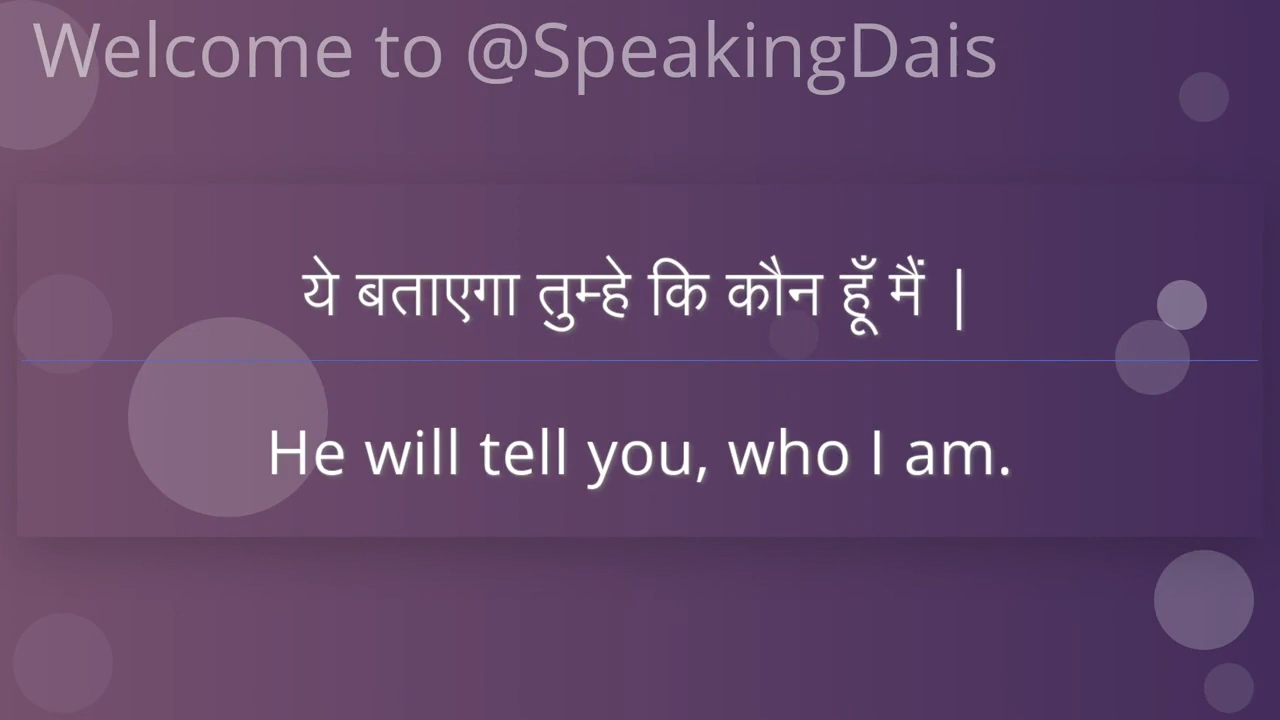 Welcome to @SpeakingDais
ये बताएगा तुम्हे कि कौन हूँ मैं |
He will tell you, who I am.